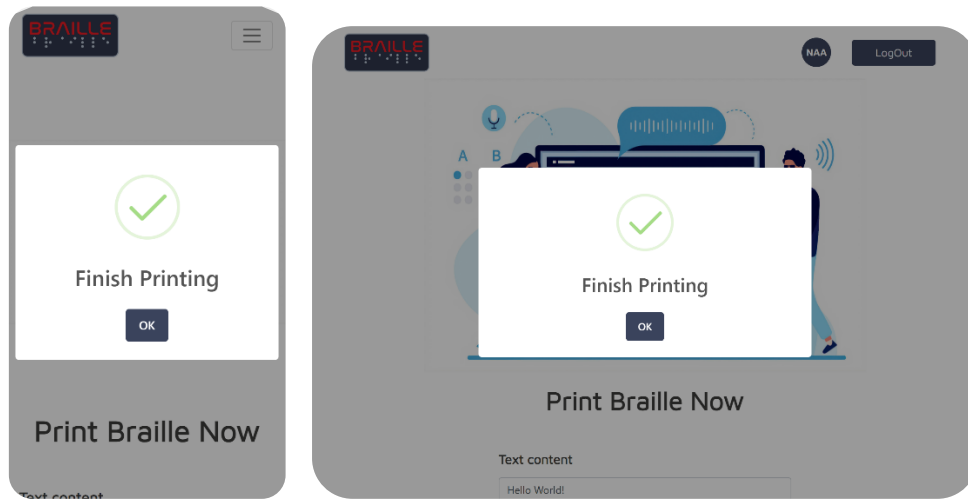 BRAILLE
Finish Printing
OK
Print Braille Now
Text content
BRAILLE
NAA
LogOut
A B
Finish Printing
OK
Print Braille Now
Text content
Hello World!